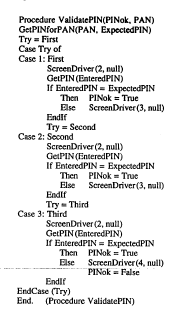 Procedure ValidatePIN(PINok, PAN)
GetPINforPAN(PAN, ExpectedPIN)
Try = First
Case Try of
Case 1: First
ScreenDriver(2, null)
GetPIN(EnteredPIN)
If EnteredPIN = ExpectedPIN
Then PINok = True
Else ScreenDriver(3, null)
EndIf
Try = Second
Case 2: Second
ScreenDriver(2, null)
GetPIN(EnteredPIN)
If EnteredPIN = ExpectedPIN
Then PINok = True
Else ScreenDriver(3, null)
EndIf
Try = Third
Case 3: Third
ScreenDriver(2, null)
GetPIN(EnteredPIN)
If EnteredPIN = ExpectedPIN
Then PINok = True
Else ScreenDriver(4, null)
PINok = False
EndIf
EndCase (Try)
End. (Procedure ValidatePIN)